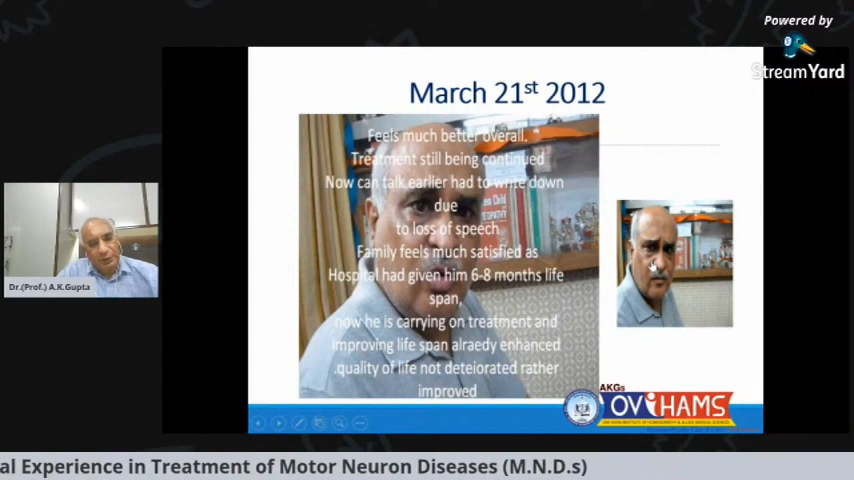 Powered by
StreamYard
March 21st 2012
Feels much better overall.
Treatment still being continued
Now can talk earlier had to write down
due
to loss of speech
Family feels much satisfied as
Hospital had given him 6-8 months life
span,
now he is carrying on treatment and
improving life span alraedy enhanced
.quality of life not deteiorated rather
improved
Dr.(Prof.) A.K.Gupta
AKGs
OViHAMS
al Experience in Treatment of Motor Neuron Diseases (M.N.D.s)